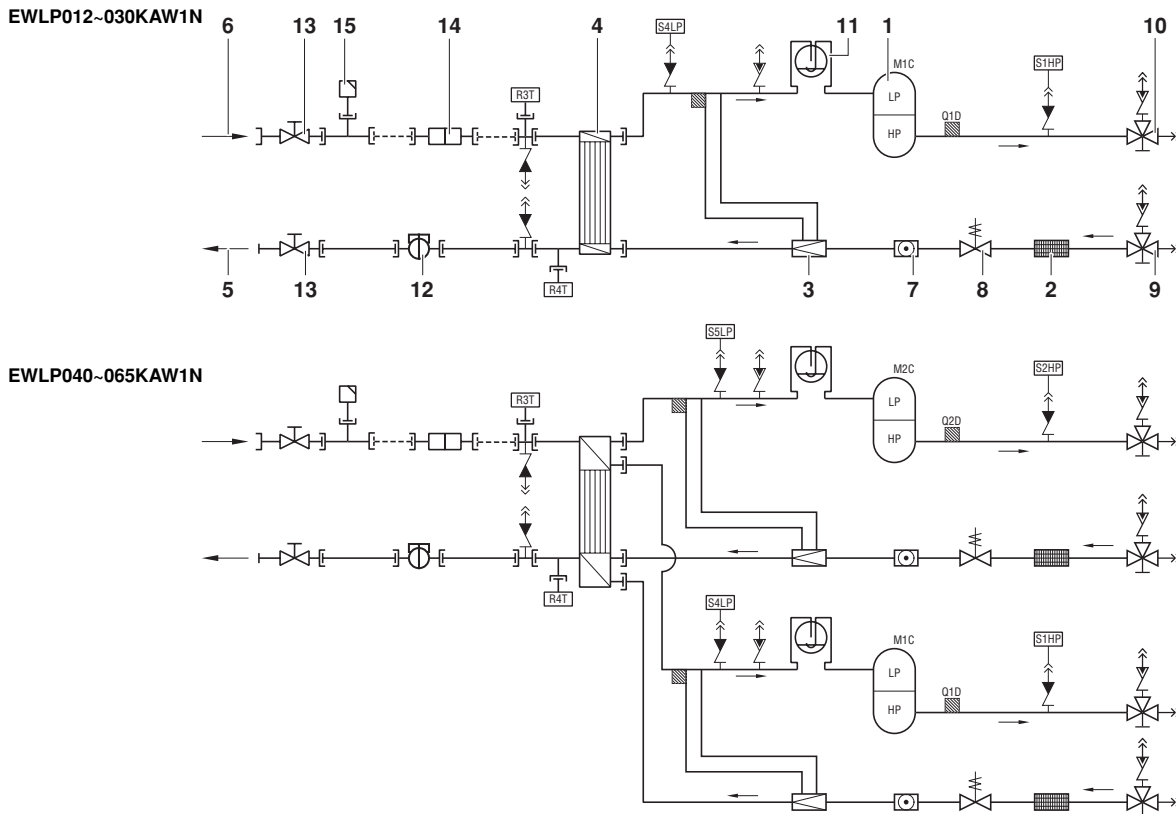 EWLP012~030KAW1N
6 13 15 14 4 11 1 10
S4LP
M1C
S1HP
R3T
LP
Q1D
HP
R4T
5 13 12 3 7 8 2 9
EWLP040~065KAW1N
S5LP
M2C
S2HP
R3T
LP
Q2D
HP
R4T
S4LP
M1C
S1HP
LP
Q1D
HP